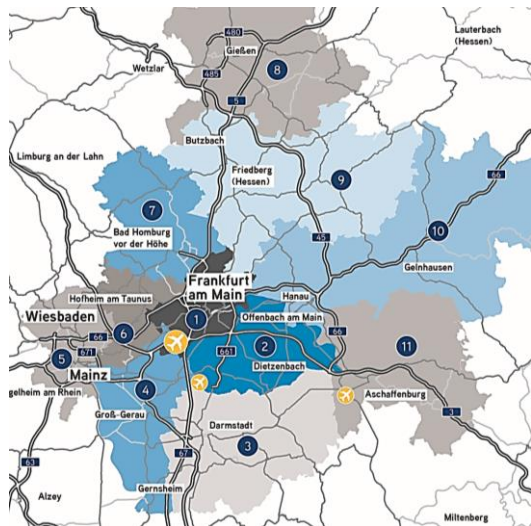 480
Lauterbach
(Hessen)
Gießen
Wetzlar
8
485
5
Butzbach
Limburg an der Lahn
Friedberg
(Hessen)
9
66
7
10
Bad Homburg
vor der Höhe
45
Gelnhausen
Frankfurt
am Main
Hofheim am Taunus
Hanau
Wiesbaden
1
Offenbach am Main
66
6
66
671
661
2
11
5
Mainz
Dietzenbach
4
gelheim am Rhein
Aschaffenburg
Groß-Gerau
3
Darmstadt
67
3
63
Gernsheim
Alzey
Miltenberg